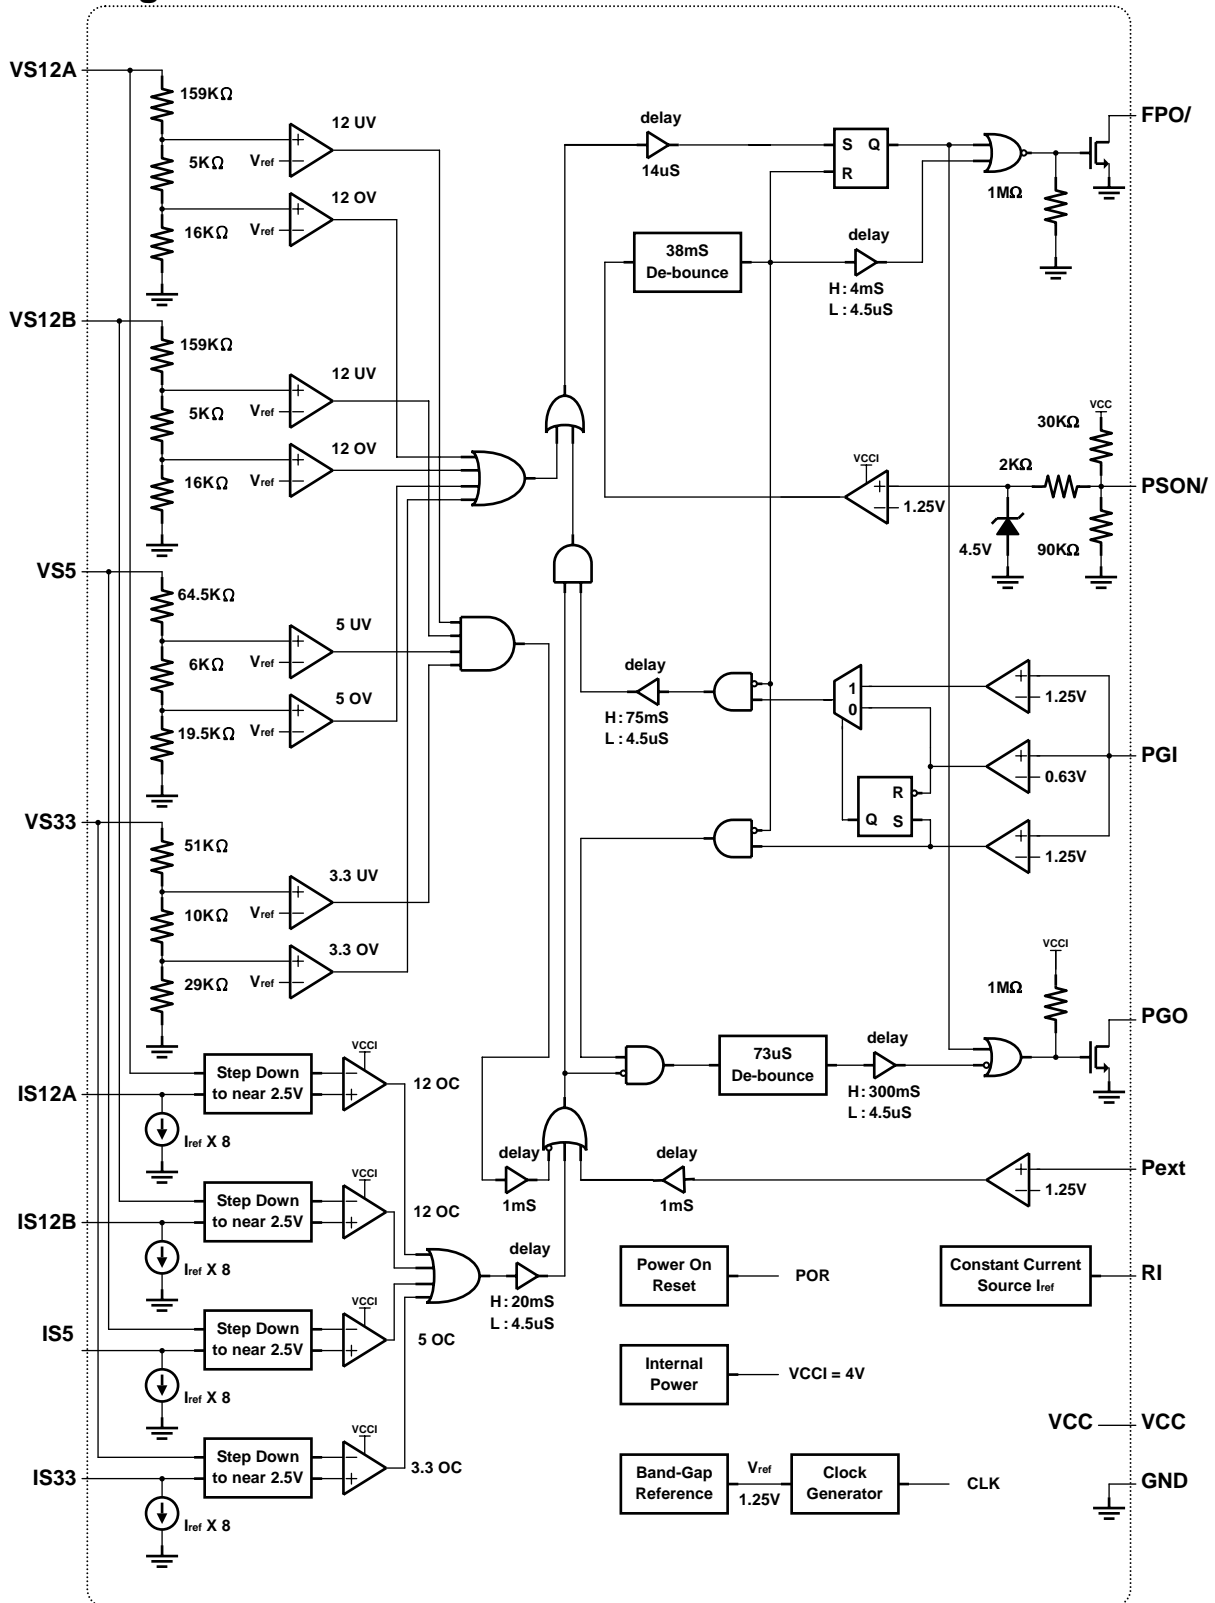 VS12A
159KΩ
12 UV
Vref
5KΩ
12 OV
Vref
16KΩ
delay
14uS
S Q
R
FPO/
1MΩ
38mS
De-bounce
delay
H : 4mS
L : 4.5uS
VS12B
159KΩ
12 UV
Vref
5KΩ
12 OV
Vref
16KΩ
VCC
30KΩ
VCCI
2KΩ
PSON/
1.25V
4.5V
90KΩ
VS5
64.5KΩ
5 UV
Vref
6KΩ
5 OV
Vref
19.5KΩ
delay
H : 75mS
L : 4.5uS
1
0
1.25V
PGI
0.63V
R
Q S
1.25V
VS33
51KΩ
3.3 UV
Vref
10KΩ
3.3 OV
Vref
29KΩ
VCCI
1MΩ
PGO
73uS
De-bounce
delay
H : 300mS
L : 4.5uS
Step Down
to near 2.5V
VCCI
12 OC
IS12A
Iref X 8
delay
1mS
delay
1mS
Pext
1.25V
Step Down
to near 2.5V
VCCI
12 OC
IS12B
Iref X 8
delay
H : 20mS
L : 4.5uS
Power On
Reset
POR
Constant Current
Source Iref
RI
Step Down
to near 2.5V
VCCI
5 OC
IS5
Iref X 8
Internal
Power
VCCI = 4V
VCC
VCC
Step Down
to near 2.5V
VCCI
3.3 OC
IS33
Iref X 8
Band-Gap
Reference
Vref
1.25V
Clock
Generator
CLK
GND